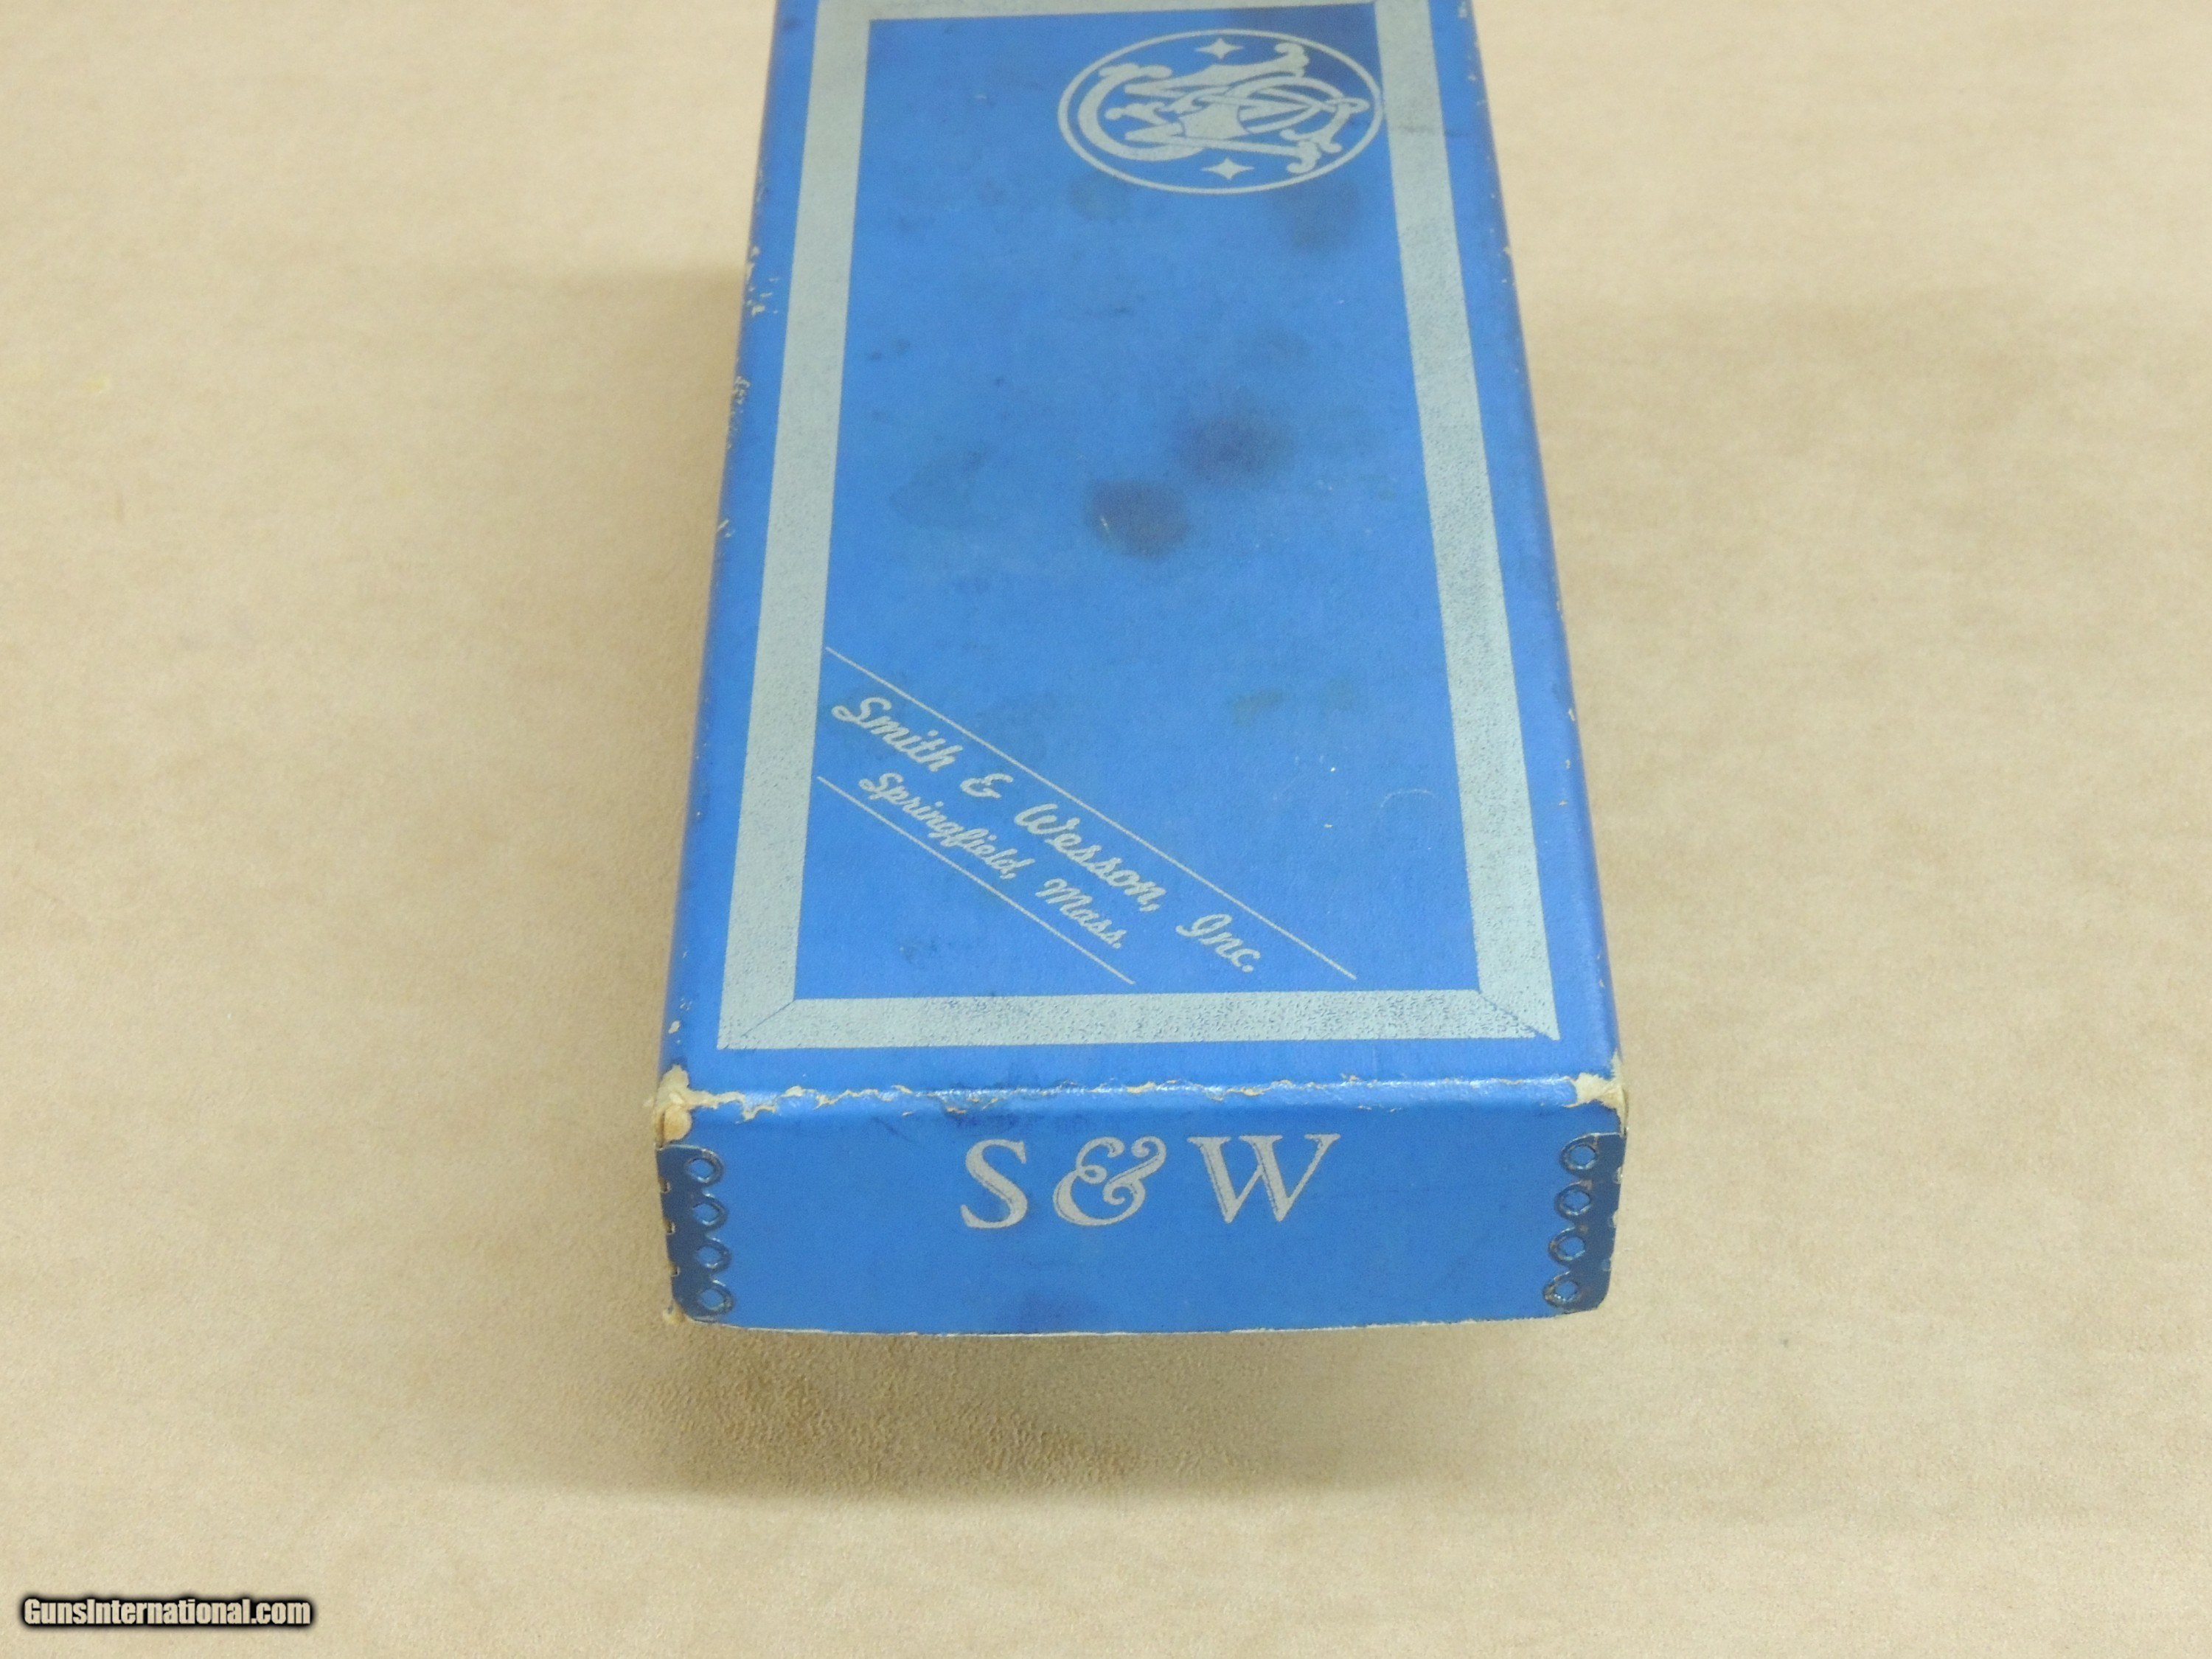 Smith & Wesson, Inc.
Springfield, Mass.
S & W
GunsInternational.com